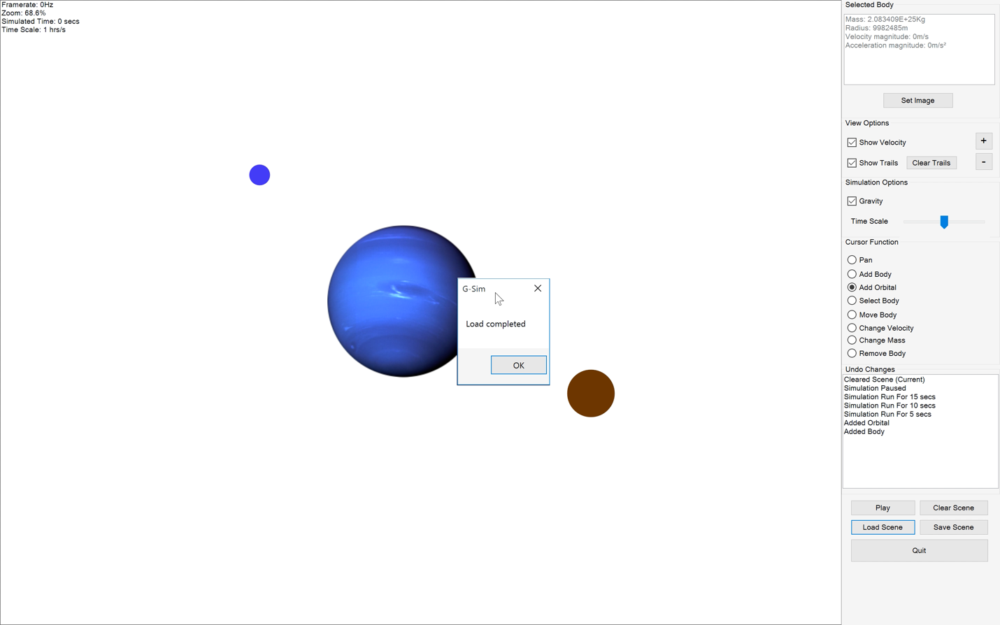 Framerate: 0Hz
Zoom: 68.6%
Simulated Time: 0 secs
Time Scale: 1 hrs/s
Selected Body
Mass: 2.083409E+25Kg
Radius: 9982485m
Velocity magnitude: 0m/s
Acceleration magnitude: 0m/s²
Set Image
View Options
Show Velocity
+
Show Trails
Clear Trails
-
Simulation Options
Gravity
Time Scale
Cursor Function
Pan
Add Body
Add Orbital
Select Body
Move Body
Change Velocity
Change Mass
Remove Body
Undo Changes
Cleared Scene (Current)
Simulation Paused
Simulation Run For 15 secs
Simulation Run For 10 secs
Simulation Run For 5 secs
Added Orbital
Added Body
Play
Clear Scene
Load Scene
Save Scene
Quit
G-Sim
Load completed
OK